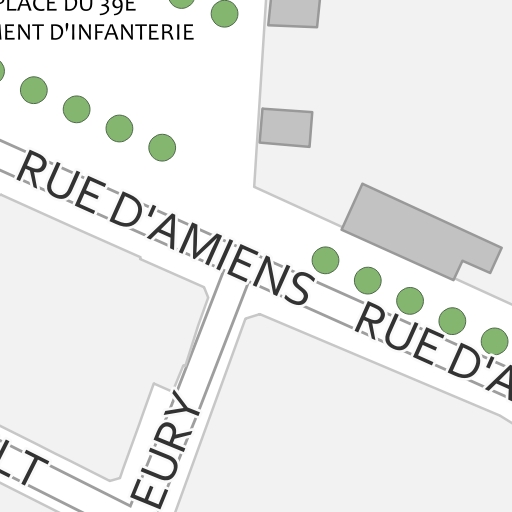 PLACE DU 39E
MENT D'INFANTERIE
RUE D'AMIENS
RUE D'A
EURY
LT